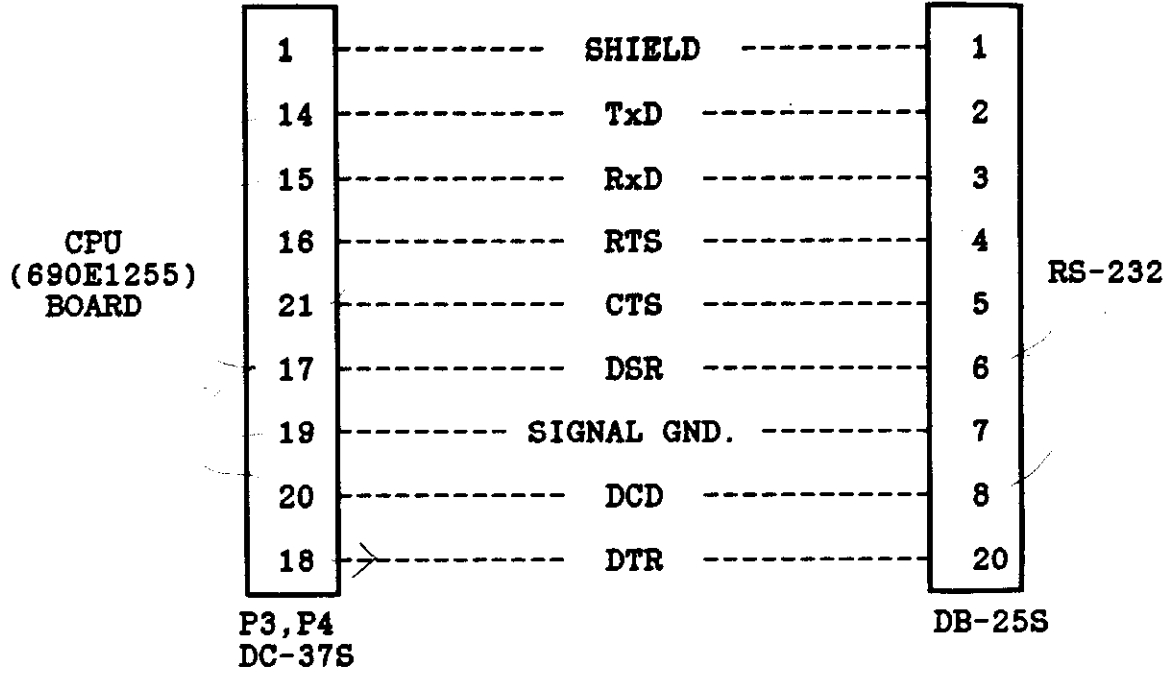 1 ---------- SHIELD ---------- 1
14 ----------- TxD ----------- 2
15 ----------- RxD ----------- 3
16 ----------- RTS ----------- 4
21 ----------- CTS ----------- 5
17 ----------- DSR ----------- 6
19 -------- SIGNAL GND. -------- 7
20 ----------- DCD ----------- 8
18 ----------- DTR ----------- 20
CPU
(690E1255)
BOARD
RS-232
P3,P4
DC-37S
DB-25S